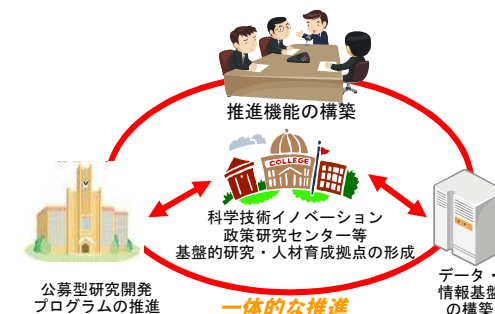 推進機能の構築
COLLEGE
科学技術イノベーション
政策研究センター等
基盤的研究・人材育成拠点の形成
公募型研究開発
プログラムの推進
一体的な推進
データ・
情報基盤
の構築